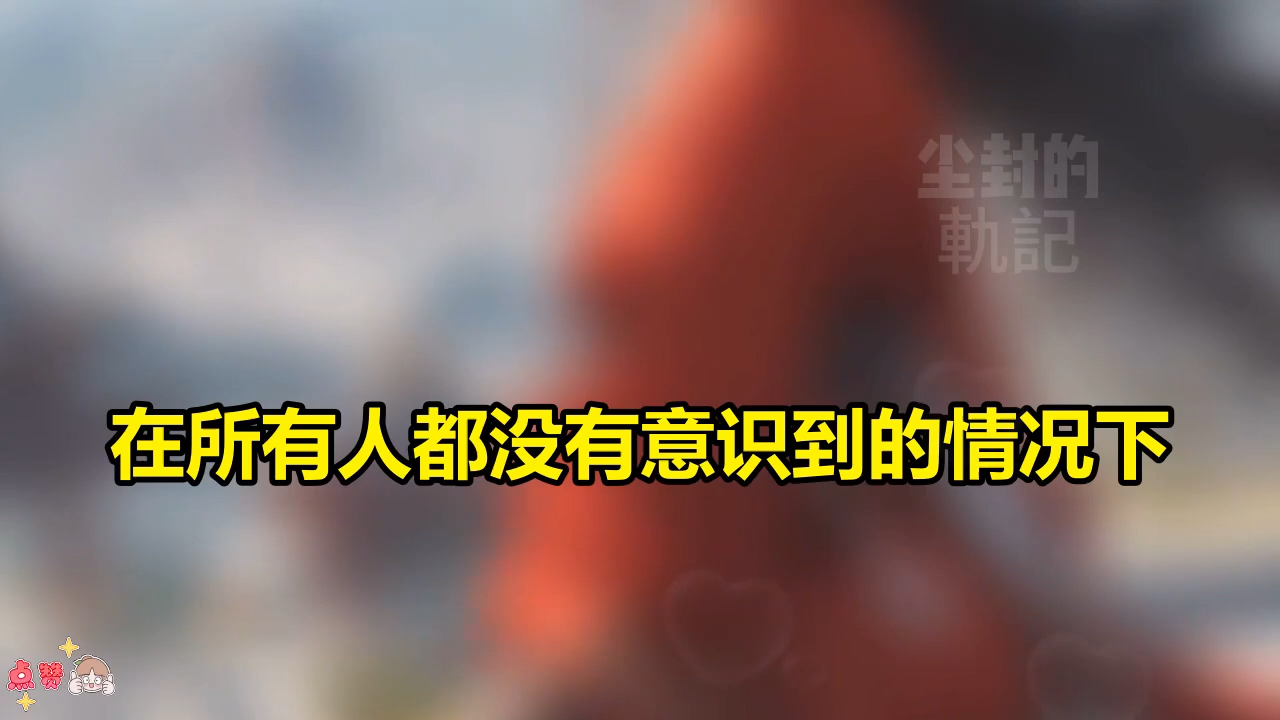 尘封的
軌記
在所有人都没有意识到的情况下
点赞